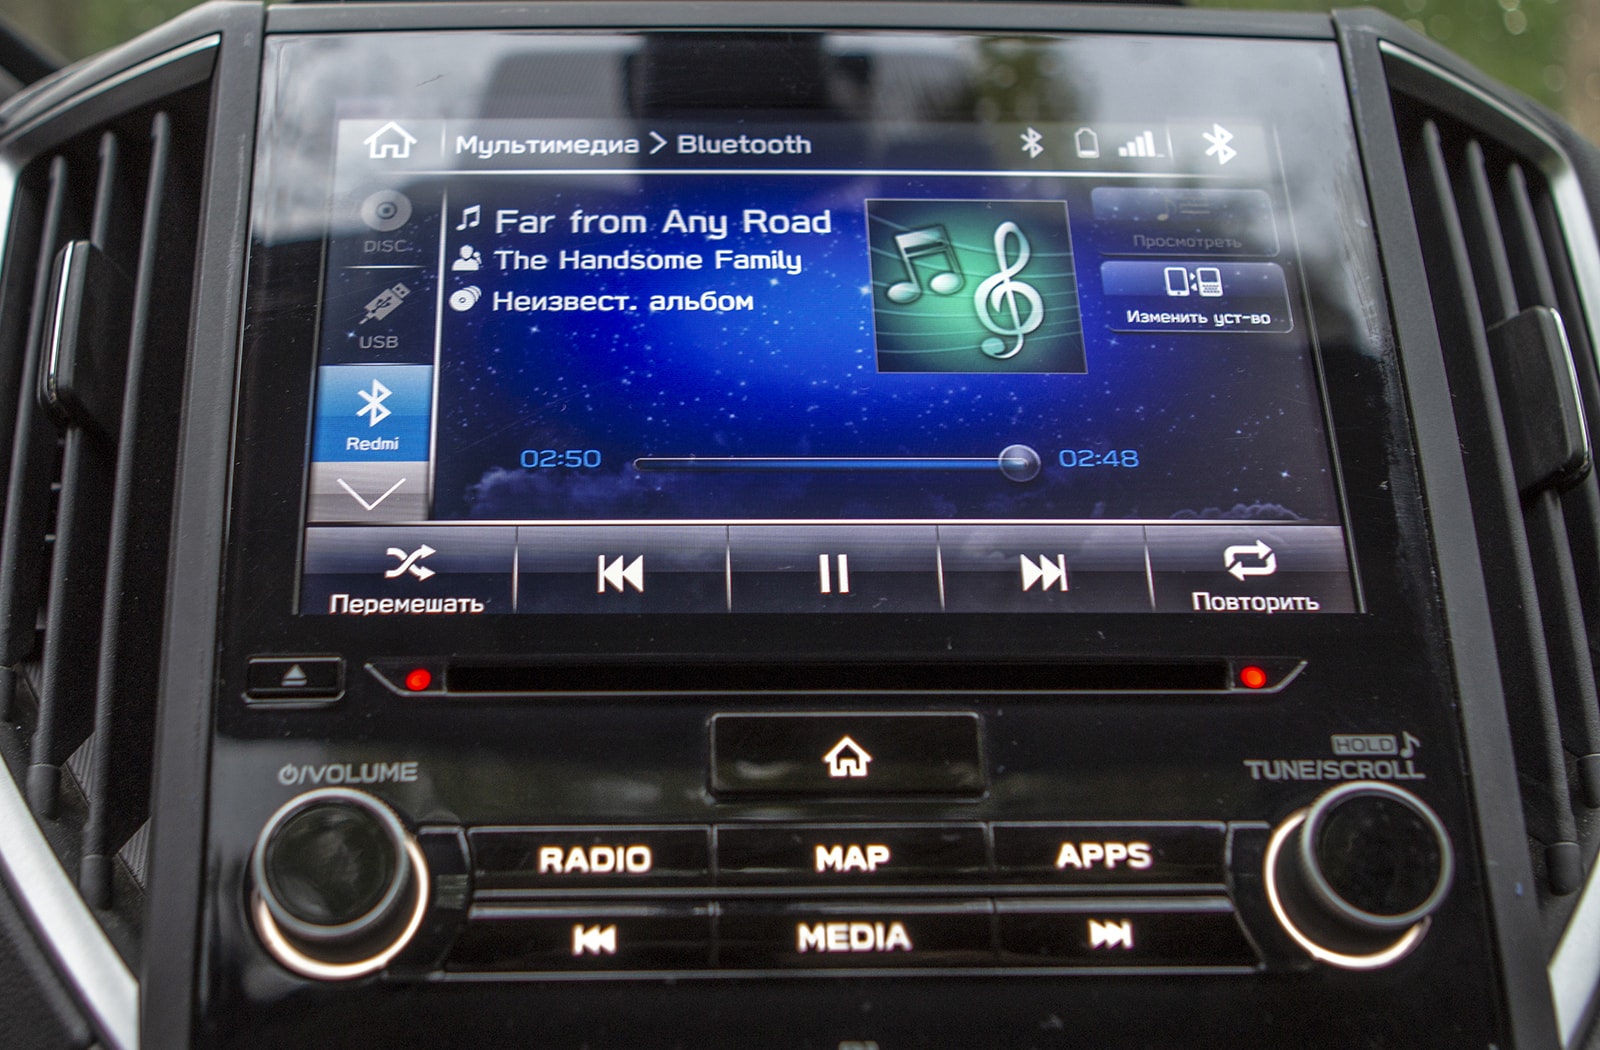 Мультимедиа > Bluetooth
DISC
USB
Redmi
Far from Any Road
The Handsome Family
Неизвест. альбом
Просмотреть
Изменить уст-во
02:50
02:48
Перемешать
Повторить
/VOLUME
HOLD
TUNE/SCROLL
RADIO
MAP
APPS
MEDIA